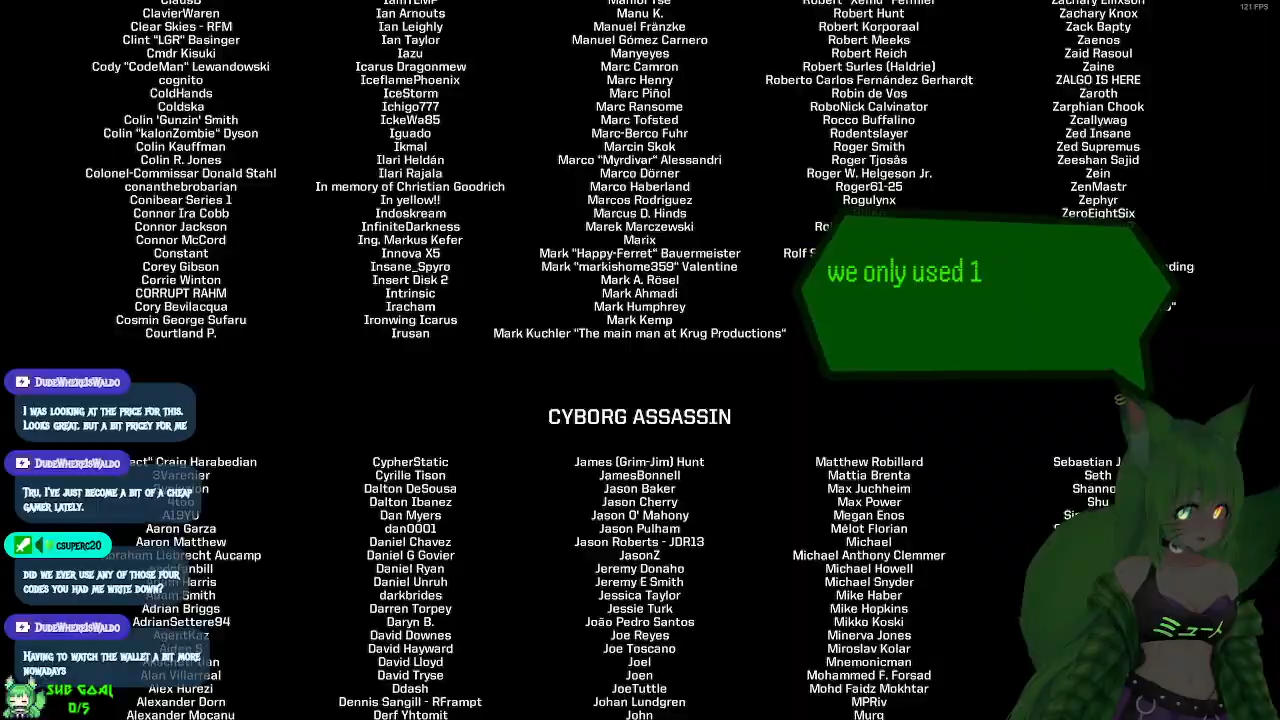 121 FPS
ClavierWaren
Clear Skies - RFM
Clint "LGR" Basinger
Cmdr Kisuki
Cody "CodeMan" Lewandowski
cognito
ColdHands
Coldska
Colin 'Gunzin' Smith
Colin "kalonZombie" Dyson
Colin Kauffman
Colin R. Jones
Colonel-Commissar Donald Stahl
conanthebrobarian
Conibear Series 1
Connor Ira Cobb
Connor Jackson
Connor McCord
Constant
Corey Gibson
Corrie Winton
CORRUPT RAHM
Cory Bevilacqua
Cosmin George Sufaru
Courtland P.
Ian Arnouts
Ian Leighly
Ian Taylor
Iazu
Icarus Dragonmew
IceflamePhoenix
IceStorm
Ichigo777
IckeWa85
Iguado
Ikmal
Ilari Heldán
Ilari Rajala
In memory of Christian Goodrich
In yellow!!
Indoskream
InfiniteDarkness
Ing. Markus Kefer
Innova X5
Insane_Spyro
Insert Disk 2
Intrinsic
Iracham
Ironwing Icarus
Irusan
Manu K.
Manuel Fränzke
Manuel Gómez Carnero
Manyeyes
Marc Camron
Marc Henry
Marc Piñol
Marc Ransome
Marc Tofsted
Marc-Berco Fuhr
Marcin Skok
Marco "Myrdivar" Alessandri
Marco Dörner
Marco Haberland
Marcos Rodriguez
Marcus D. Hinds
Marek Marczewski
Marix
Mark "Happy-Ferret" Bauermeister
Mark "markishome359" Valentine
Mark A. Rösel
Mark Ahmadi
Mark Humphrey
Mark Kemp
Mark Kuchler "The main man at Krug Productions"
Robert Hunt
Robert Korporaal
Robert Meeks
Robert Reich
Robert Surles (Haldrie)
Roberto Carlos Fernández Gerhardt
Robin de Vos
RoboNick Calvinator
Rocco Buffalino
Rodentslayer
Roger Smith
Roger Tjosås
Roger W. Helgeson Jr.
Roger61-25
Rogulynx
Zachary Knox
Zack Bapty
Zaenos
Zaid Rasoul
Zaine
ZALGO IS HERE
Zaroth
Zarphian Chook
Zcallywag
Zed Insane
Zed Supremus
Zeeshan Sajid
Zein
ZenMastr
Zephyr
ZeroEightSix
we only used 1
CYBORG ASSASSIN
Craig Harabedian
Aaron Garza
Aaron Matthew
Aucamp
Harris
Smith
Adrian Briggs
AdrianSettere94
Alex Hurezi
Alexander Dorn
Alexander Mocanu
CypherStatic
Cyrille Tison
Dalton DeSousa
Dalton Ibanez
Dan Myers
dan0001
Daniel Chavez
Daniel G Govier
Daniel Ryan
Daniel Unruh
darkbrides
Darren Torpey
Daryn B.
David Downes
David Hayward
David Lloyd
David Tryse
Ddash
Dennis Sangill - RFrampt
Derf Yhtomit
James (Grim-Jim) Hunt
JamesBonnell
Jason Baker
Jason Cherry
Jason O' Mahony
Jason Pulham
Jason Roberts - JDR13
JasonZ
Jeremy Donaho
Jeremy E Smith
Jessica Taylor
Jessie Turk
João Pedro Santos
Joe Reyes
Joe Toscano
Joel
Joen
JoeTuttle
Johan Lundgren
John
Matthew Robillard
Mattia Brenta
Max Juchheim
Max Power
Megan Enos
Mélot Florian
Michael
Michael Anthony Clemmer
Michael Howell
Michael Snyder
Mike Haber
Mike Hopkins
Mikko Koski
Minerva Jones
Miroslav Kolar
Mnemonicman
Mohammed F. Forsad
Mohd Faidz Mokhtar
MPRiv
Murq
Sebastian
Seth
DudeWhereIsWaldo
I was looking at the price for this.
Looks great, but a bit pricey for me
DudeWhereIsWaldo
Tru, I've just become a bit of a cheap
gamer lately.
csuperc20
did we ever use any of those four
codes you had me write down?
DudeWhereIsWaldo
Having to watch the wallet a bit more
nowadays
SUB GOAL
0/5
ミュート